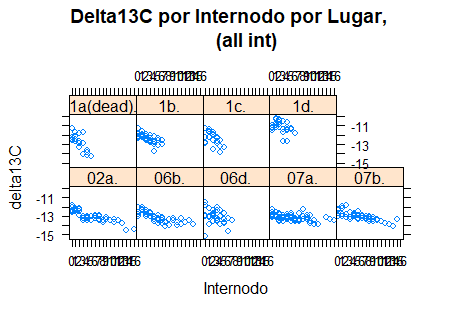 Delta13C por Internodo por Lugar,
(all int)
1a(dead). 1b. 1c. 1d.
-11
-13
-15
02a. 06b. 06d. 07a. 07b.
-11
-13
-15
delta13C
Internodo